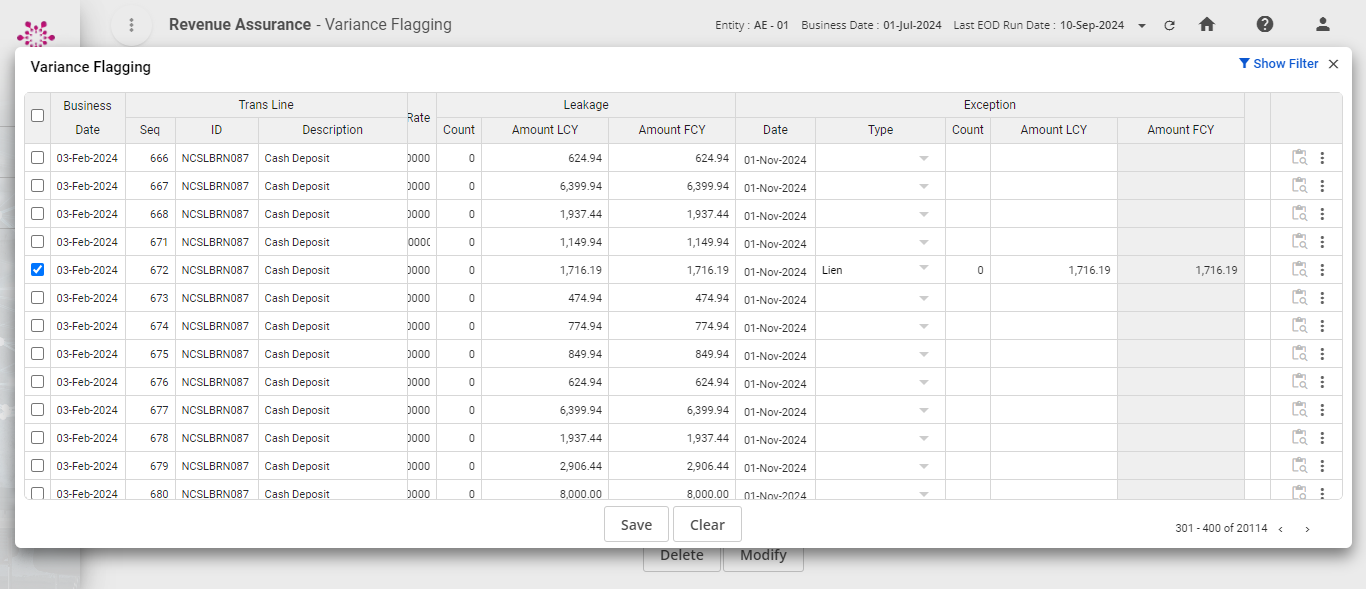 Revenue Assurance - Variance Flagging
Entity : AE - 01 Business Date : 01-Jul-2024 Last EOD Run Date : 10-Sep-2024
Variance Flagging
Show Filter
Business Date Trans Line Rate Leakage Exception
Seq ID Description Count Amount LCY Amount FCY Date Type Count Amount LCY Amount FCY
03-Feb-2024 666 NCSLBRN087 Cash Deposit 0000 0 624.94 624.94 01-Nov-2024
03-Feb-2024 667 NCSLBRN087 Cash Deposit 0000 0 6,399.94 6,399.94 01-Nov-2024
03-Feb-2024 668 NCSLBRN087 Cash Deposit 0000 0 1,937.44 1,937.44 01-Nov-2024
03-Feb-2024 671 NCSLBRN087 Cash Deposit 0000 0 1,149.94 1,149.94 01-Nov-2024
03-Feb-2024 672 NCSLBRN087 Cash Deposit 0000 0 1,716.19 1,716.19 01-Nov-2024 Lien 0 1,716.19 1,716.19
03-Feb-2024 673 NCSLBRN087 Cash Deposit 0000 0 474.94 474.94 01-Nov-2024
03-Feb-2024 674 NCSLBRN087 Cash Deposit 0000 0 774.94 774.94 01-Nov-2024
03-Feb-2024 675 NCSLBRN087 Cash Deposit 0000 0 849.94 849.94 01-Nov-2024
03-Feb-2024 676 NCSLBRN087 Cash Deposit 0000 0 624.94 624.94 01-Nov-2024
03-Feb-2024 677 NCSLBRN087 Cash Deposit 0000 0 6,399.94 6,399.94 01-Nov-2024
03-Feb-2024 678 NCSLBRN087 Cash Deposit 0000 0 1,937.44 1,937.44 01-Nov-2024
03-Feb-2024 679 NCSLBRN087 Cash Deposit 0000 0 2,906.44 2,906.44 01-Nov-2024
03-Feb-2024 680 NCSLBRN087 Cash Deposit 0000 0 8,000.00 8,000.00 01-Nov-2024
Save Clear
301 - 400 of 20114
Delete Modify